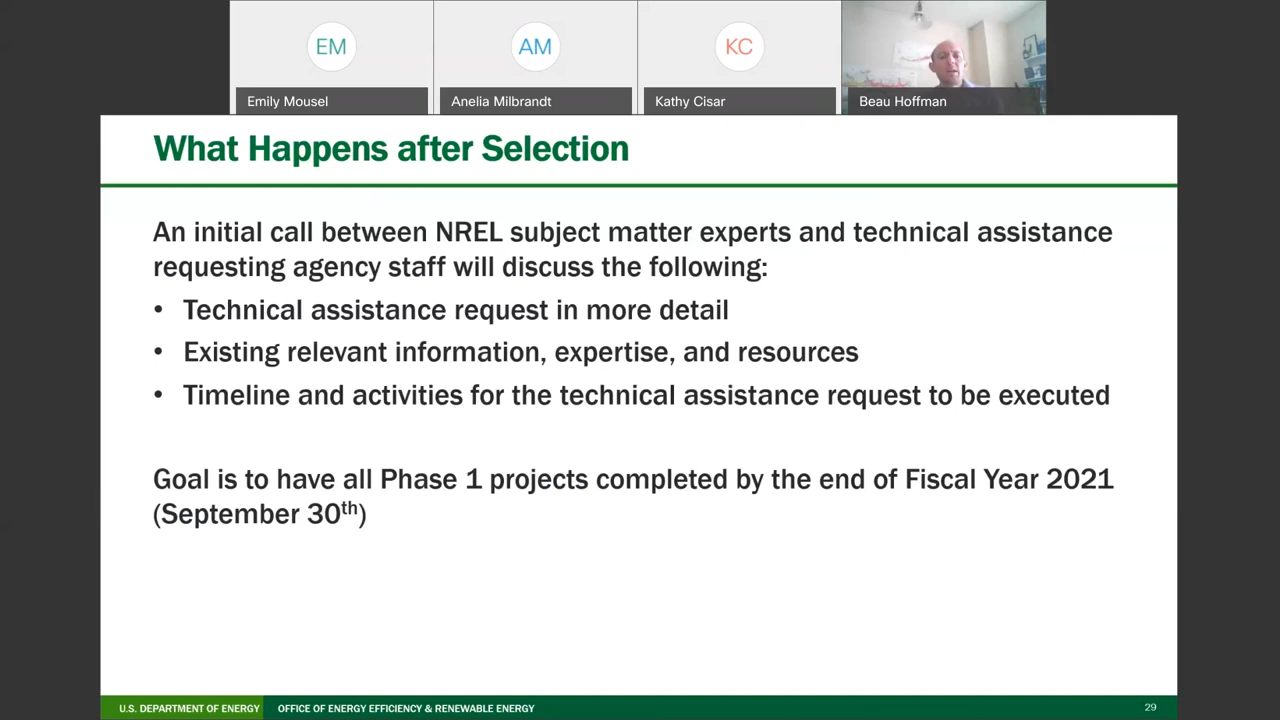 EM
AM
KC
Emily Mousel
Anelia Milbrandt
Kathy Cisar
Beau Hoffman
What Happens after Selection
An initial call between NREL subject matter experts and technical assistance
requesting agency staff will discuss the following:
• Technical assistance request in more detail
• Existing relevant information, expertise, and resources
• Timeline and activities for the technical assistance request to be executed
Goal is to have all Phase 1 projects completed by the end of Fiscal Year 2021
(September 30th)
U.S. DEPARTMENT OF ENERGY OFFICE OF ENERGY EFFICIENCY & RENEWABLE ENERGY 29